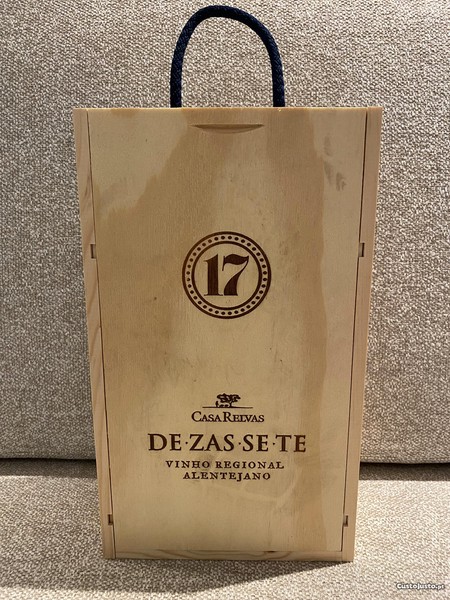 17
CASA RELVAS
DE·ZAS·SE·TE
VINHO REGIONAL
ALENTEJANO
CustoJusto.pt